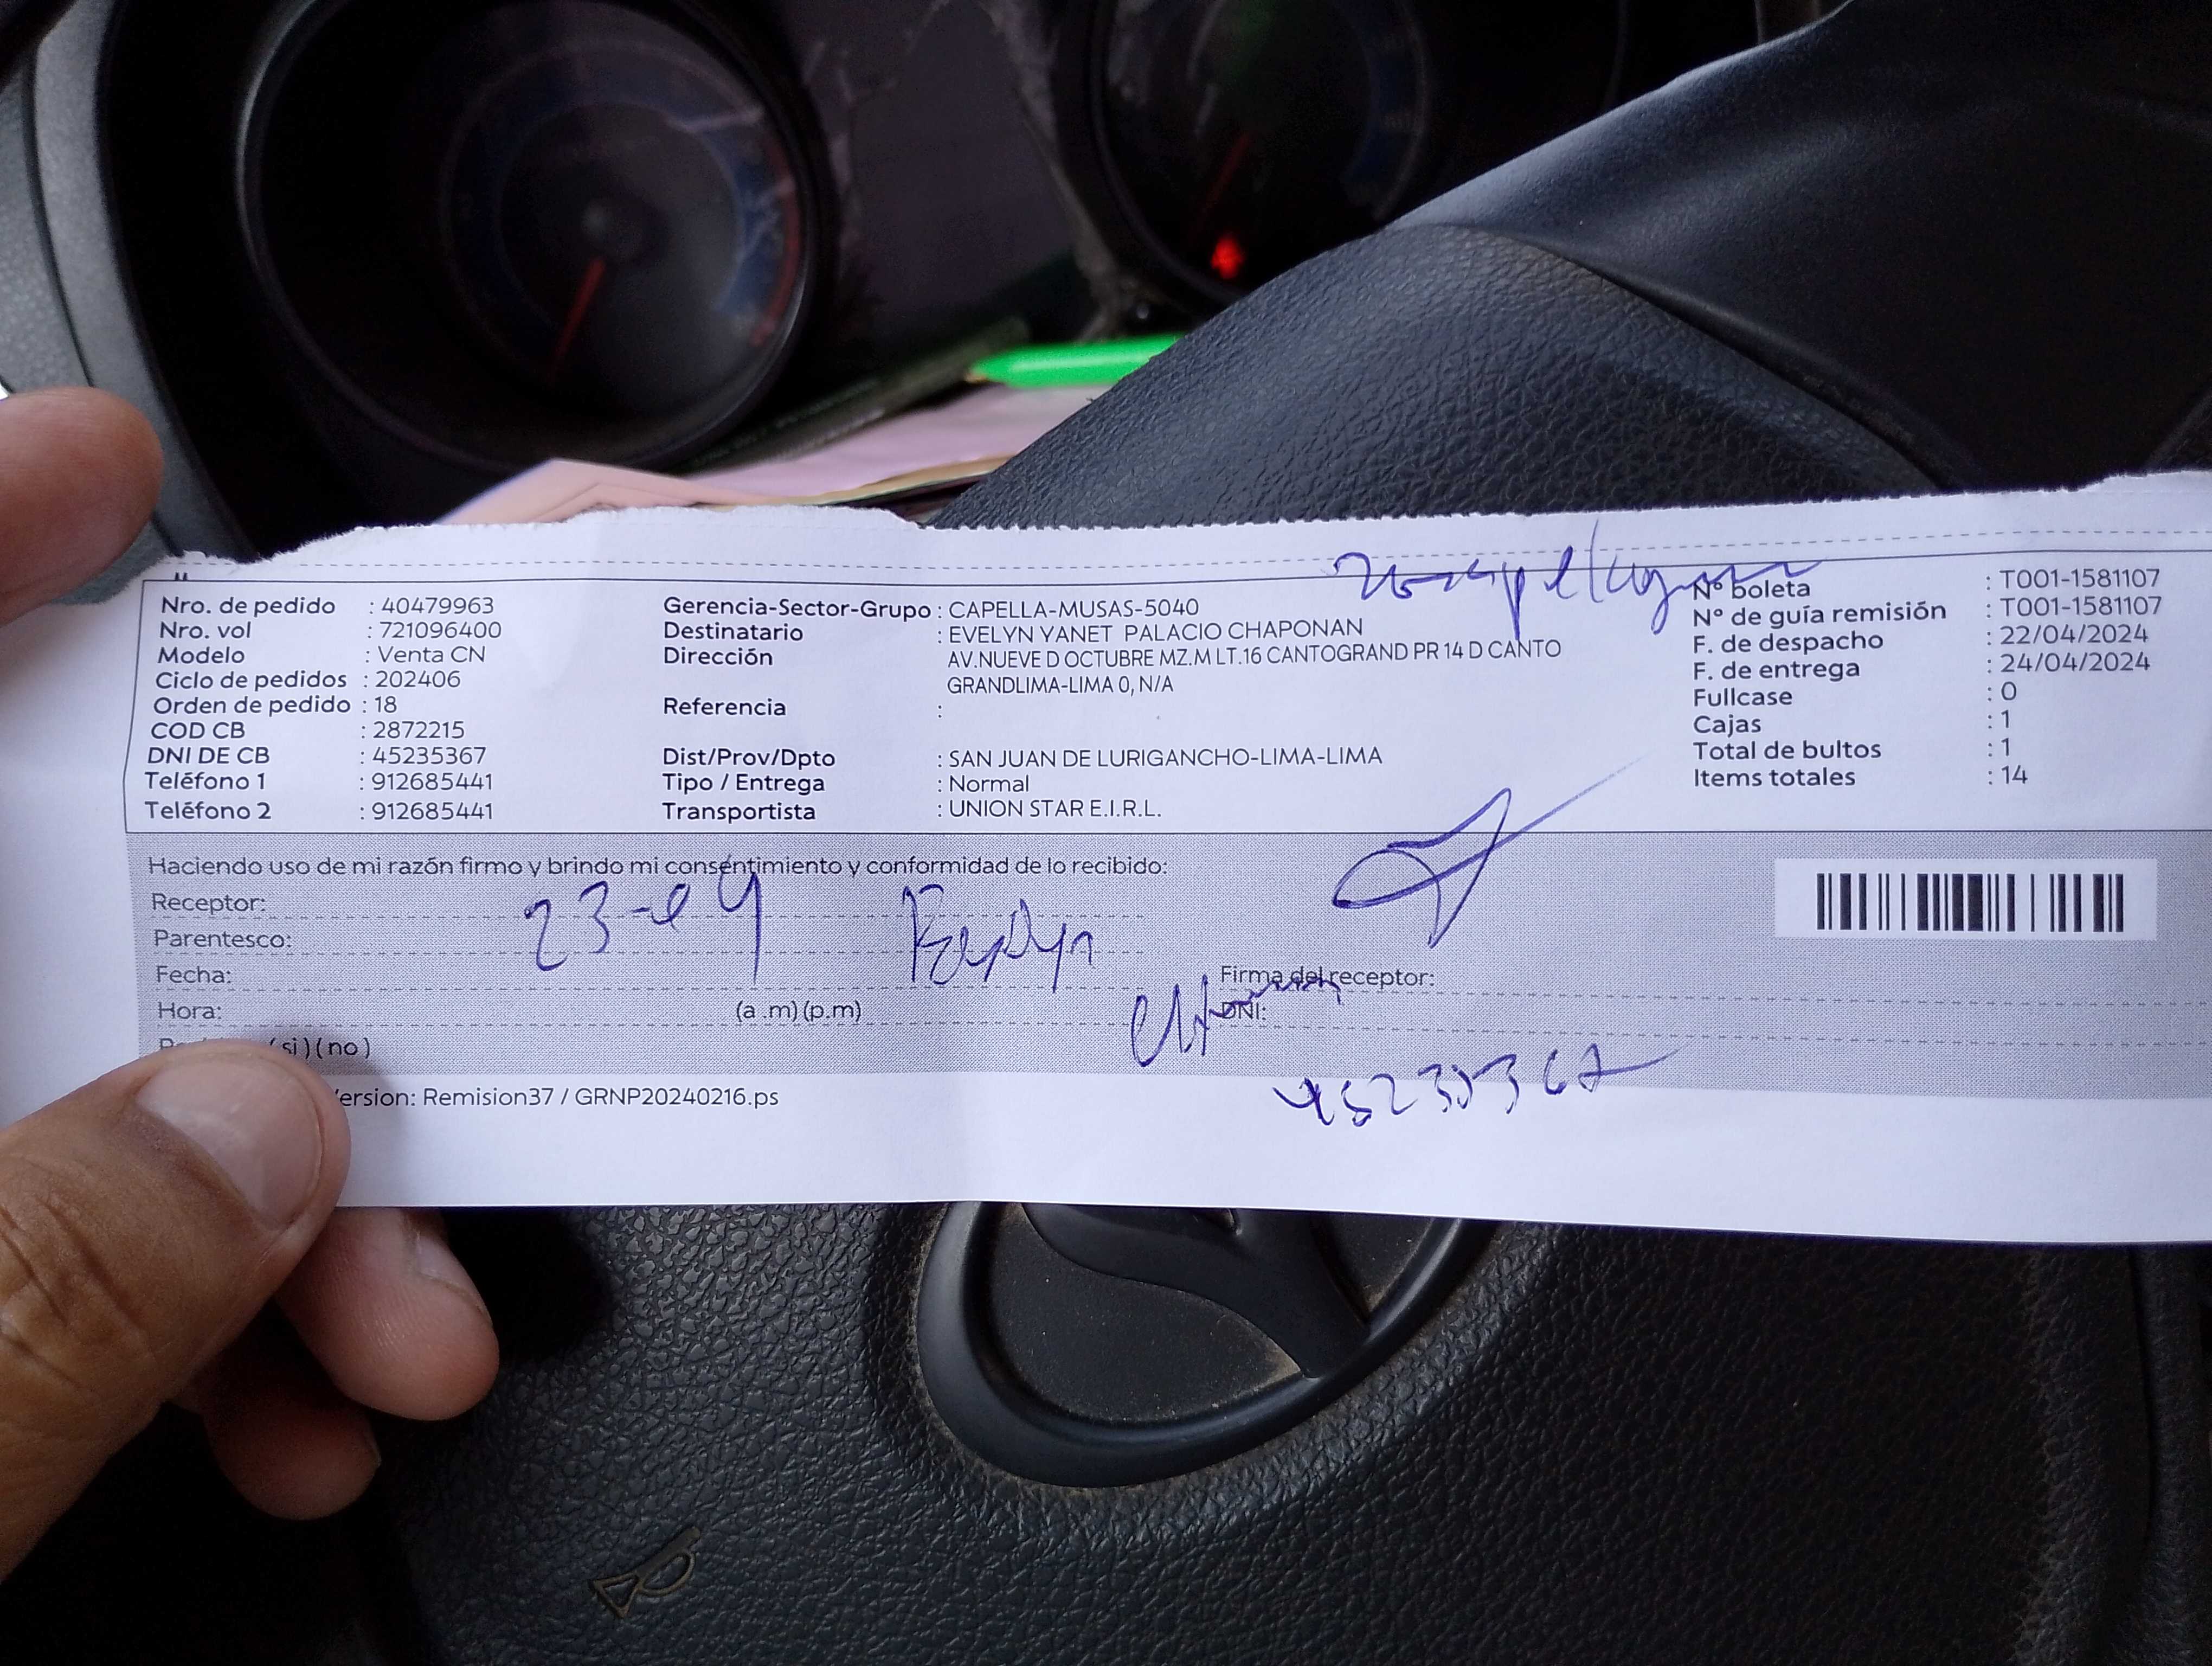 Nro. de pedido : 40479963
Nro. vol : 721096400
Modelo : Venta CN
Ciclo de pedidos : 202406
Orden de pedido : 18
COD CB : 2872215
DNI DE CB : 45235367
Teléfono 1 : 912685441
Teléfono 2 : 912685441
Gerencia-Sector-Grupo : CAPELLA-MUSAS-5040
Destinatario : EVELYN YANET PALACIO CHAPONAN
Dirección AV.NUEVE D OCTUBRE MZ.M LT.16 CANTOGRAND PR 14 D CANTO
GRANDLIMA-LIMA 0, N/A
Referencia :
Dist/Prov/Dpto : SAN JUAN DE LURIGANCHO-LIMA-LIMA
Tipo / Entrega : Normal
Transportista : UNION STAR E.I.R.L.
N° boleta : T001-1581107
N° de guía remisión : T001-1581107
F. de despacho : 22/04/2024
F. de entrega : 24/04/2024
Fullcase : 0
Cajas : 1
Total de bultos : 1
Items totales : 14
Haciendo uso de mi razón firmo y brindo mi consentimiento y conformidad de lo recibido:
Receptor:
Parentesco:
23-04
Fecha:
Hora: (a .m) (p.m)
(si) (no)
Firma del receptor:
DNI:
45235367
ersion: Remision37 / GRNP20240216.ps